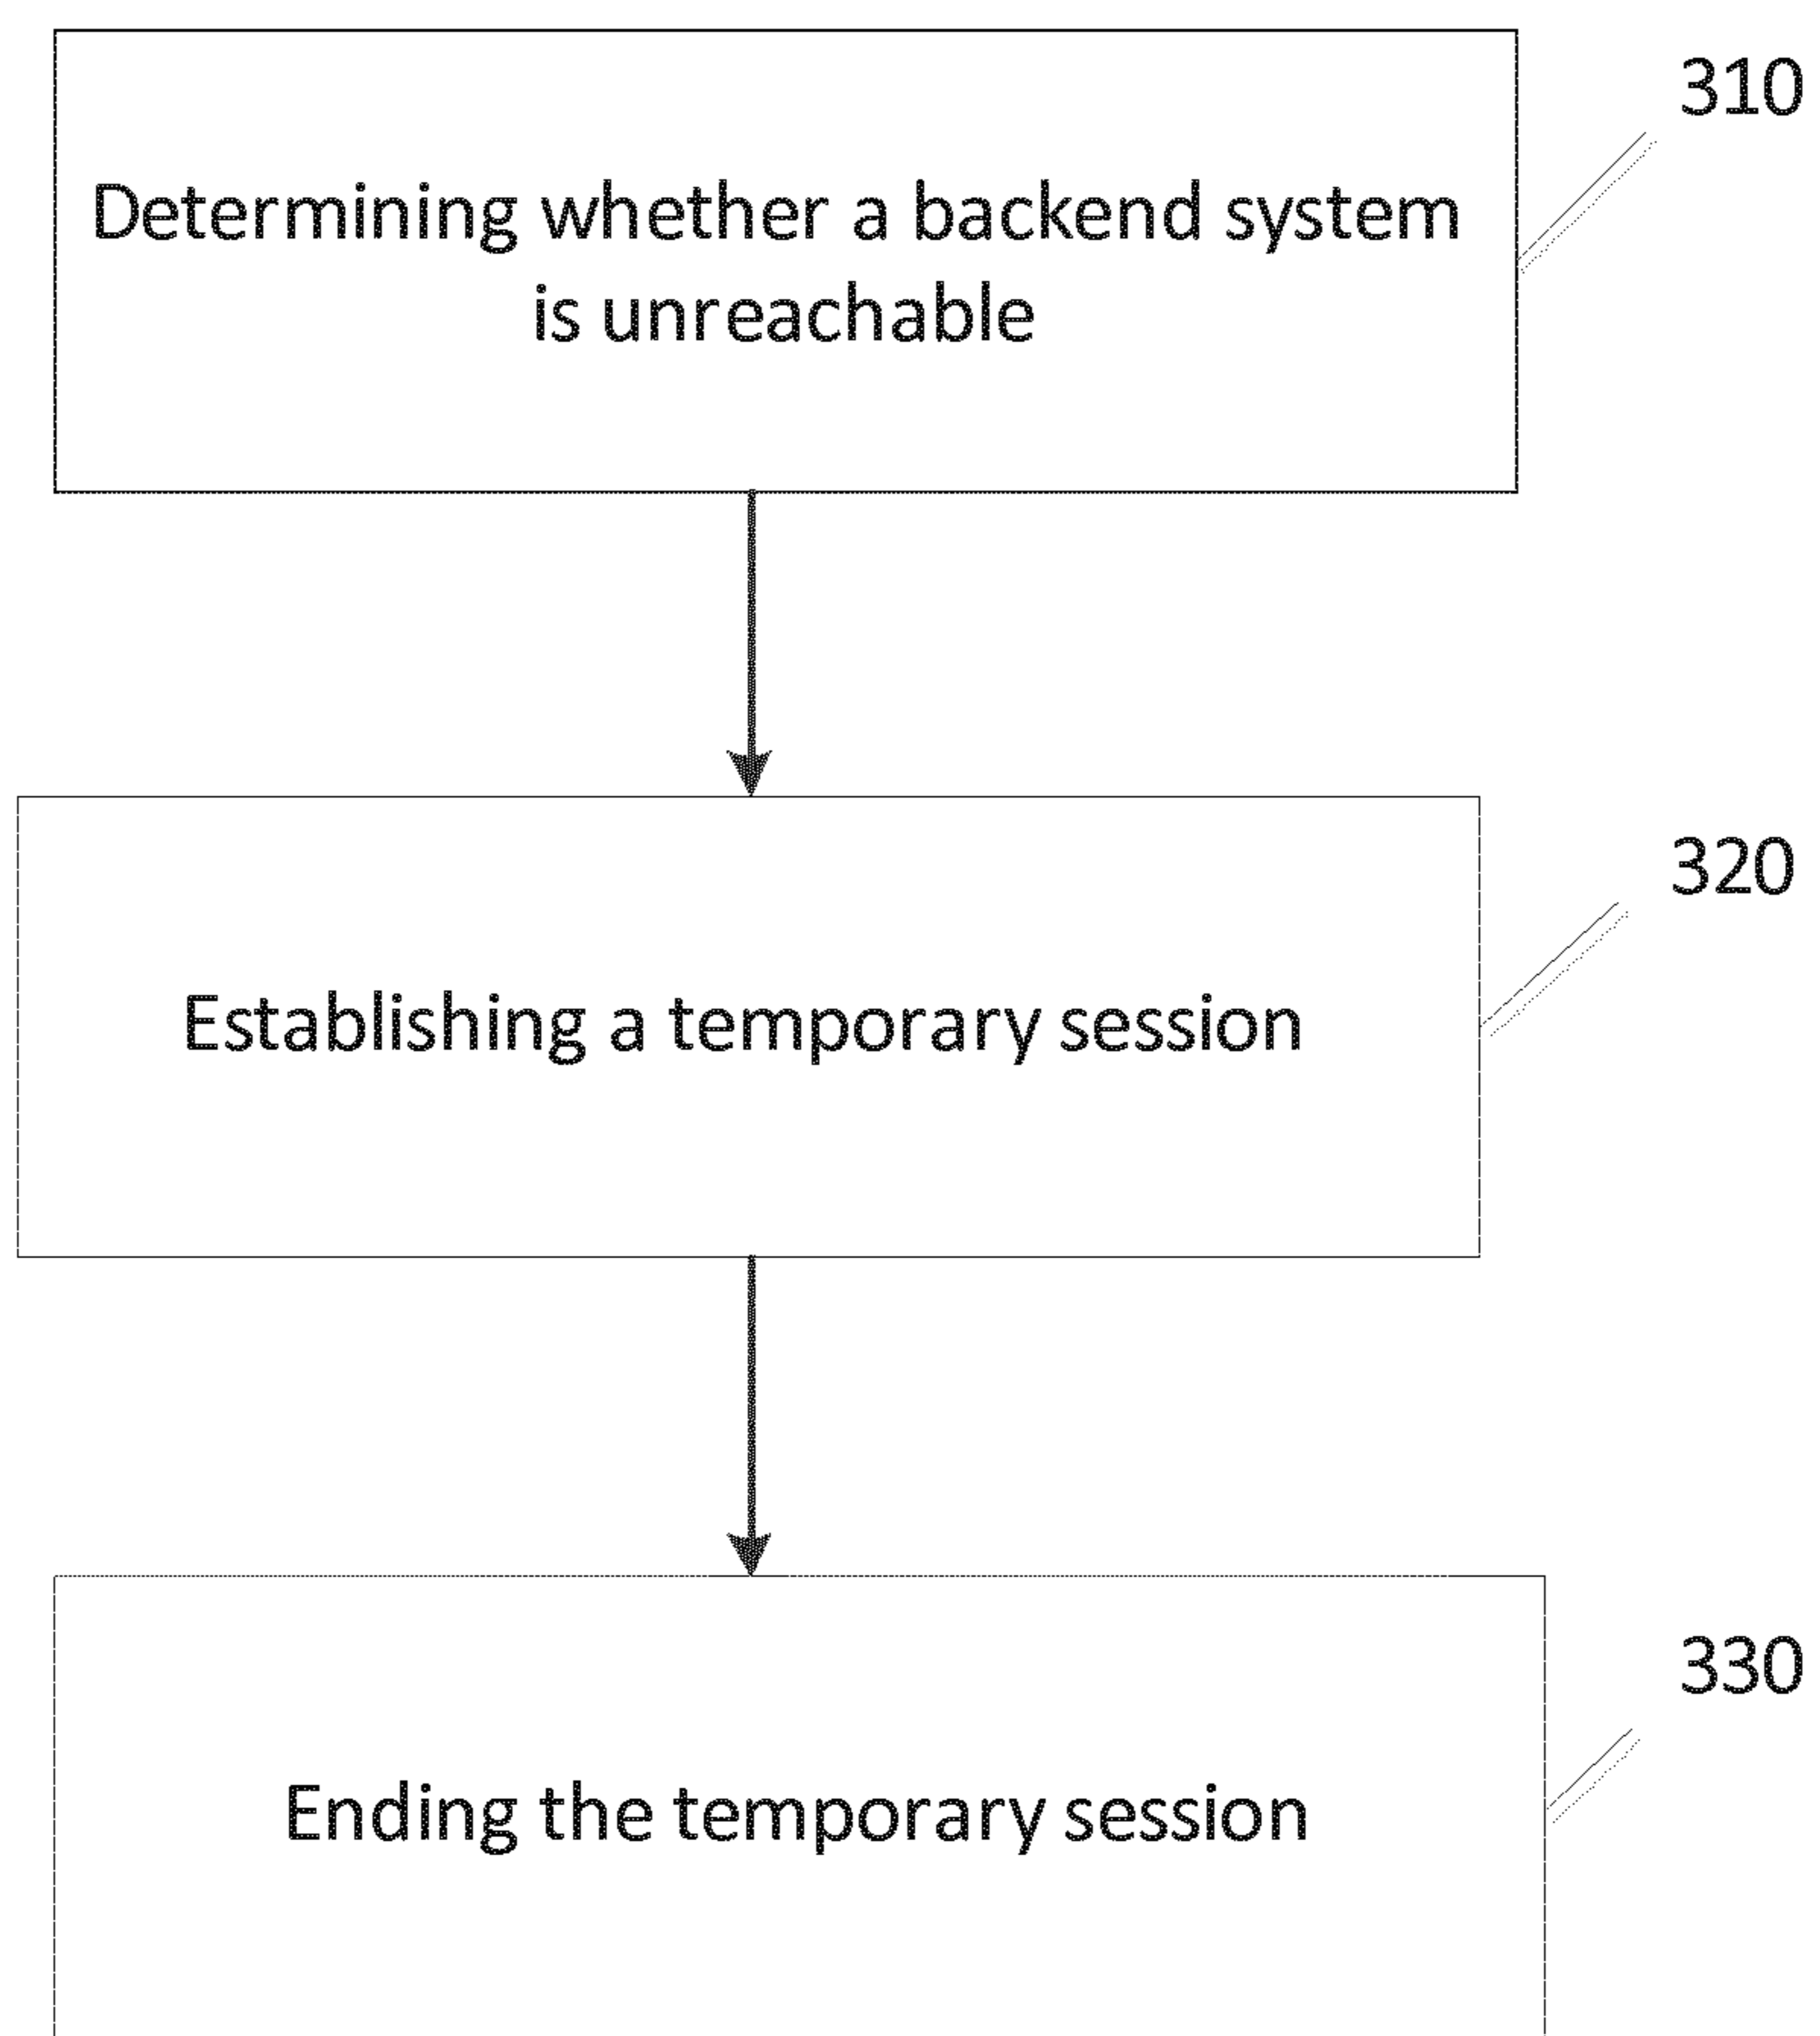 310
Determining whether a backend system
is unreachable
320
Establishing a temporary session
330
Ending the temporary session